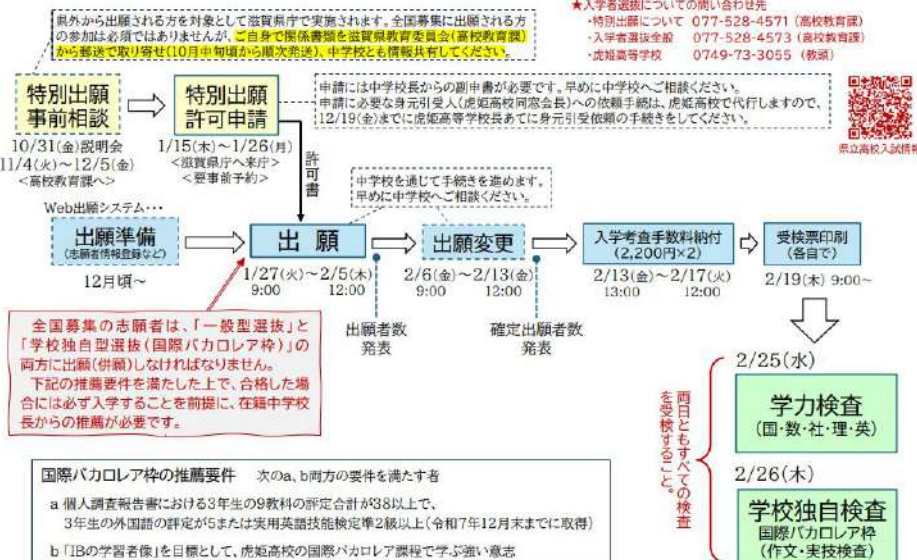 ★入学者選抜についての問い合わせ先
・特別出願について 077-528-4571 (高校教育課)
・入学者選抜全般 077-528-4573 (高校教育課)
・虎姫高等学校 0749-73-3055 (教頭)
県外から出願される方を対象として滋賀県庁で実施されます。全国募集に出願される方
の参加は必須ではありませんが、ご自身で関係書類を滋賀県教育委員会(高校教育課)
から郵送で取り寄せ(10月中旬頃から順次発送)、中学校とも情報共有してください。
特別出願
事前相談
10/31(金)説明会
11/4(火)~12/5(金)
<高校教育課へ>
特別出願
許可申請
1/15(木)~1/26(月)
<滋賀県庁へ来庁>
<要事前予約>
申請には中学校長からの副申書が必要です。早めに中学校へご相談ください。
申請に必要な身元引受人(虎姫高校同窓会長)への依頼手続は、虎姫高校で代行しますので、
12/19(金)までに虎姫高等学校長あてに身元引受依頼の手続きをしてください。
県立高校入試情報
許可書
中学校を通じて手続きを進めます。
早めに中学校へご相談ください。
Web出願システム・・・
出願準備
(志願者情報登録など)
12月頃~
出 願
1/27(火)~2/5(木)
9:00 12:00
出願変更
2/6(金)~2/13(金)
9:00 12:00
入学考査手数料納付
(2,200円×2)
2/13(金)~2/17(火)
13:00 12:00
受検票印刷
(各自で)
2/19(木) 9:00~
出願者数
発表
確定出願者数
発表
全国募集の志願者は、「一般型選抜」と
「学校独自型選抜(国際バカロレア枠)」の
両方に出願(併願)しなければなりません。
下記の推薦要件を満たした上で、合格した場
合には必ず入学することを前提に、在籍中学校
長からの推薦が必要です。
両日ともすべての検査
を受検すること。
2/25(水)
学力検査
(国・数・社・理・英)
2/26(木)
学校独自検査
国際バカロレア枠
(作文・実技検査)
国際バカロレア枠の推薦要件 次のa、b両方の要件を満たす者
a 個人調査報告書における3年生の9教科の評定合計が38以上で、
3年生の外国語の評定が5または実用英語技能検定準2級以上(令和7年12月末までに取得)
b 「IBの学習者像」を目標として、虎姫高校の国際バカロレア課程で学ぶ強い意志